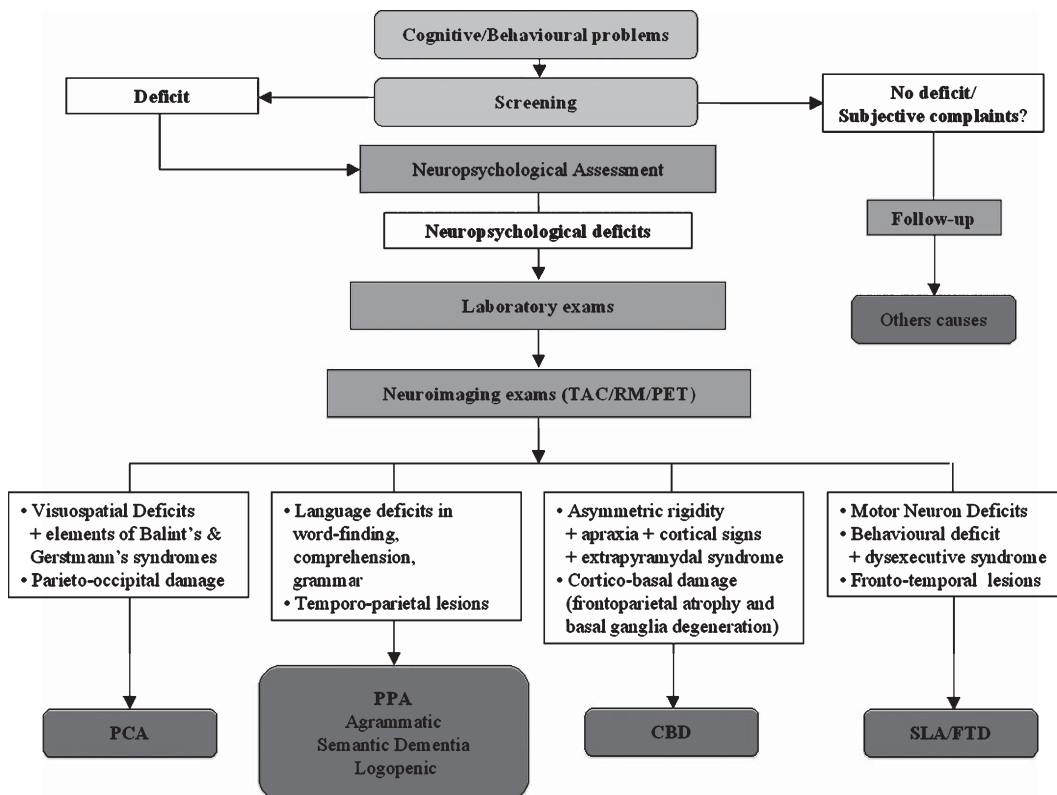 Cognitive/Behavioural problems
Deficit
Screening
No deficit/
Subjective complaints?
Neuropsychological Assessment
Neuropsychological deficits
Follow-up
Laboratory exams
Others causes
Neuroimaging exams (TAC/RM/PET)
• Visuospatial Deficits
+ elements of Balint's &
Gerstmann's syndromes
• Parieto-occipital damage
• Language deficits in
word-finding,
comprehension,
grammar
• Temporo-parietal lesions
• Asymmetric rigidity
+ apraxia + cortical signs
+ extrapyramydal syndrome
• Cortico-basal damage
(frontoparietal atrophy and
basal ganglia degeneration)
• Motor Neuron Deficits
• Behavioural deficit
+ dysexecutive syndrome
• Fronto-temporal lesions
PCA
PPA
Agrammatic
Semantic Dementia
Logopenic
CBD
SLA/FTD